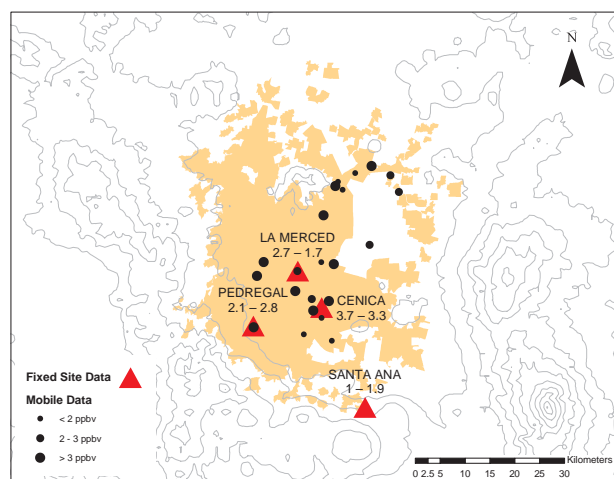 N
LA MERCED
2.7 – 1.7
PEDREGAL
2.1 – 2.8
CENICA
3.7 – 3.3
SANTA ANA
1 – 1.9
Fixed Site Data
Mobile Data
< 2 ppbv
2 - 3 ppbv
> 3 ppbv
Kilometers
0 2.5 5 10 15 20 25 30